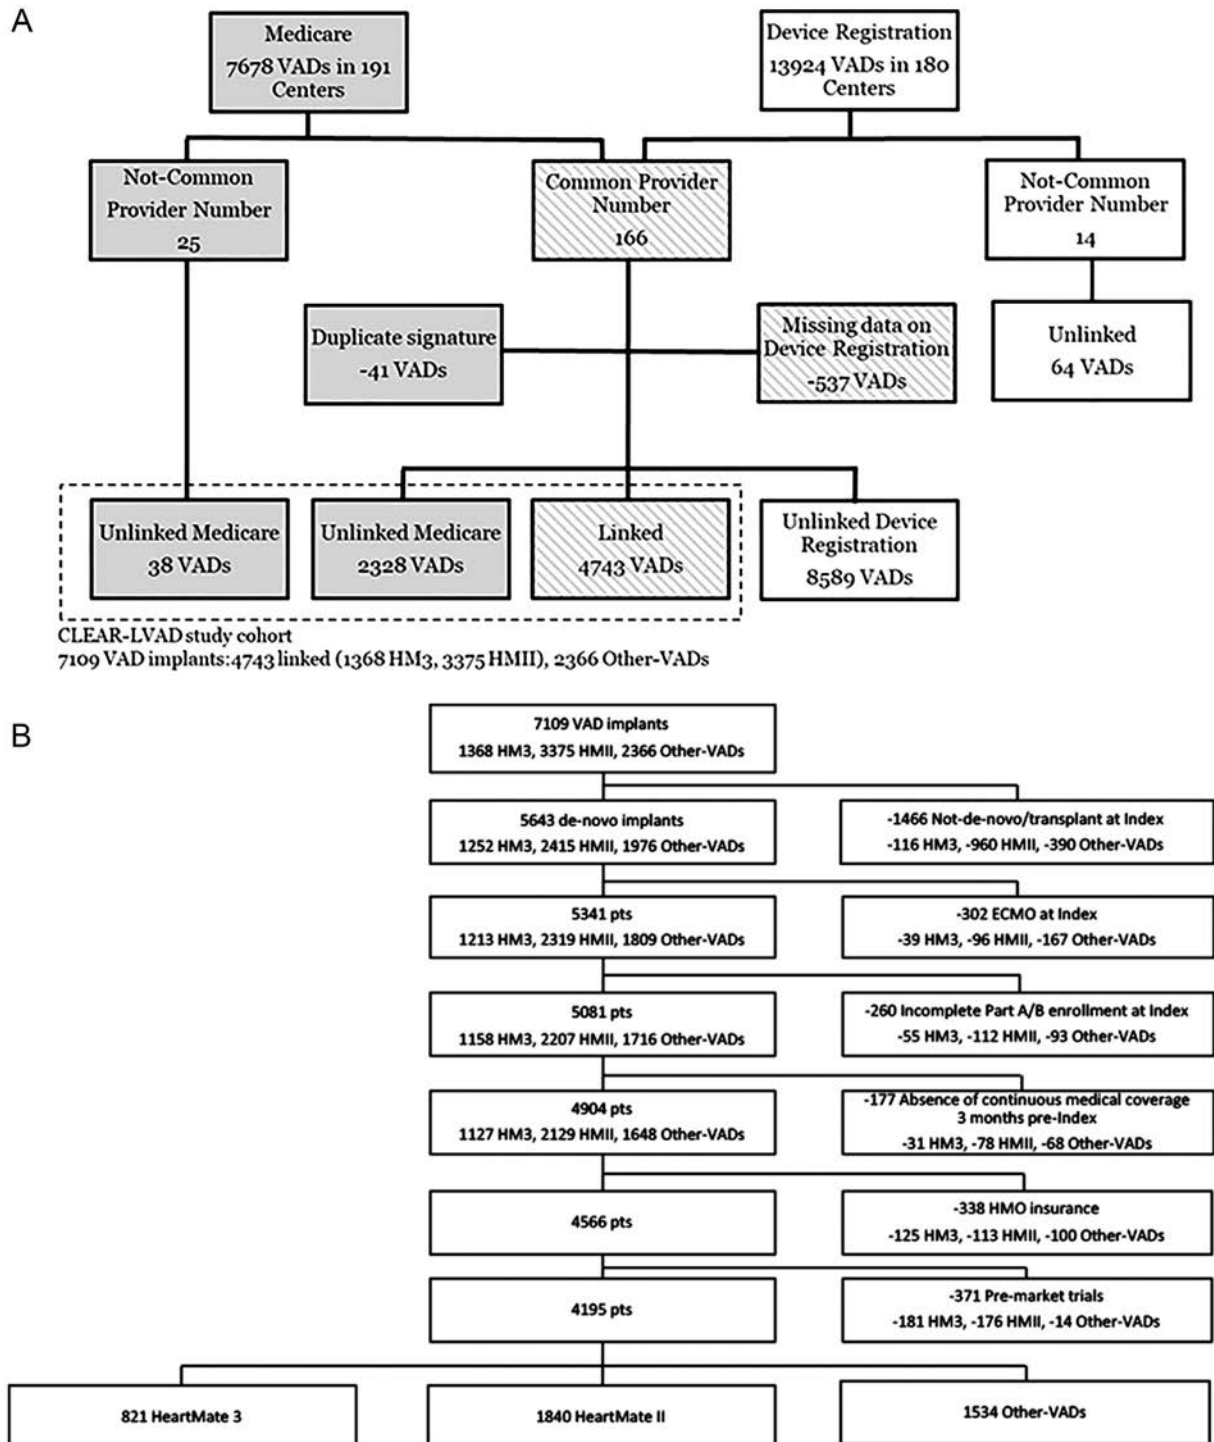 A
Medicare
7678 VADs in 191
Centers
Device Registration
13924 VADs in 180
Centers
Not-Common
Provider Number
25
Common Provider
Number
166
Not-Common
Provider Number
14
Duplicate signature
-41 VADs
Missing data on
Device Registration
-537 VADs
Unlinked
64 VADs
Unlinked Medicare
38 VADs
Unlinked Medicare
2328 VADs
Linked
4743 VADs
Unlinked Device
Registration
8589 VADs
CLEAR-LVAD study cohort
7109 VAD implants:4743 linked (1368 HM3, 3375 HMII), 2366 Other-VADs
B
7109 VAD implants
1368 HM3, 3375 HMII, 2366 Other-VADs
5643 de-novo implants
1252 HM3, 2415 HMII, 1976 Other-VADs
-1466 Not-de-novo/transplant at Index
-116 HM3, -960 HMII, -390 Other-VADs
5341 pts
1213 HM3, 2319 HMII, 1809 Other-VADs
-302 ECMO at Index
-39 HM3, -96 HMII, -167 Other-VADs
5081 pts
1158 HM3, 2207 HMII, 1716 Other-VADs
-260 Incomplete Part A/B enrollment at Index
-55 HM3, -112 HMII, -93 Other-VADs
4904 pts
1127 HM3, 2129 HMII, 1648 Other-VADs
-177 Absence of continuous medical coverage
3 months pre-Index
-31 HM3, -78 HMII, -68 Other-VADs
4566 pts
-338 HMO insurance
-125 HM3, -113 HMII, -100 Other-VADs
4195 pts
-371 Pre-market trials
-181 HM3, -176 HMII, -14 Other-VADs
821 HeartMate 3
1840 HeartMate II
1534 Other-VADs